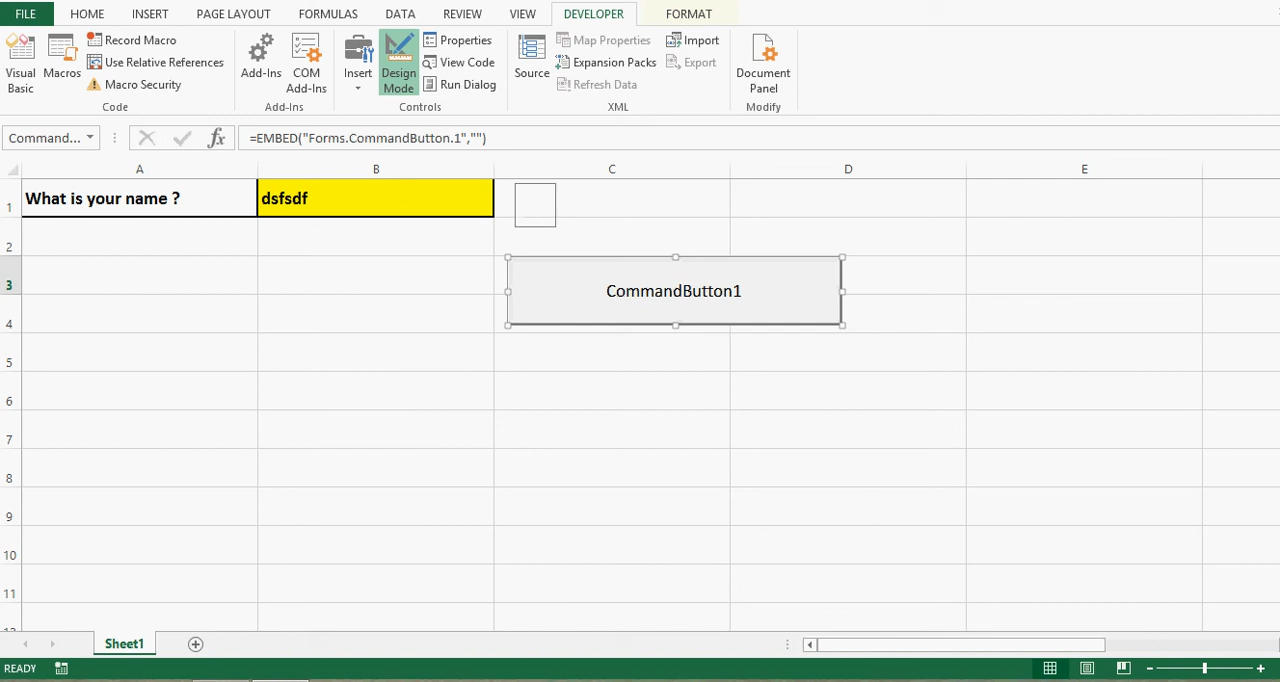 FILE HOME INSERT PAGE LAYOUT FORMULAS DATA REVIEW VIEW DEVELOPER FORMAT
Visual Basic
Macros
Record Macro
Use Relative References
Macro Security
Code
Add-Ins
COM Add-Ins
Add-Ins
Insert
Design Mode
Properties
View Code
Run Dialog
Controls
Source
Map Properties
Expansion Packs
Refresh Data
Import
Export
XML
Document Panel
Modify
Command... fx =EMBED("Forms.CommandButton.1","")
A B C D E
1 What is your name ? dsfsdf
2
3
CommandButton1
4
5
6
7
8
9
10
11
Sheet1
READY